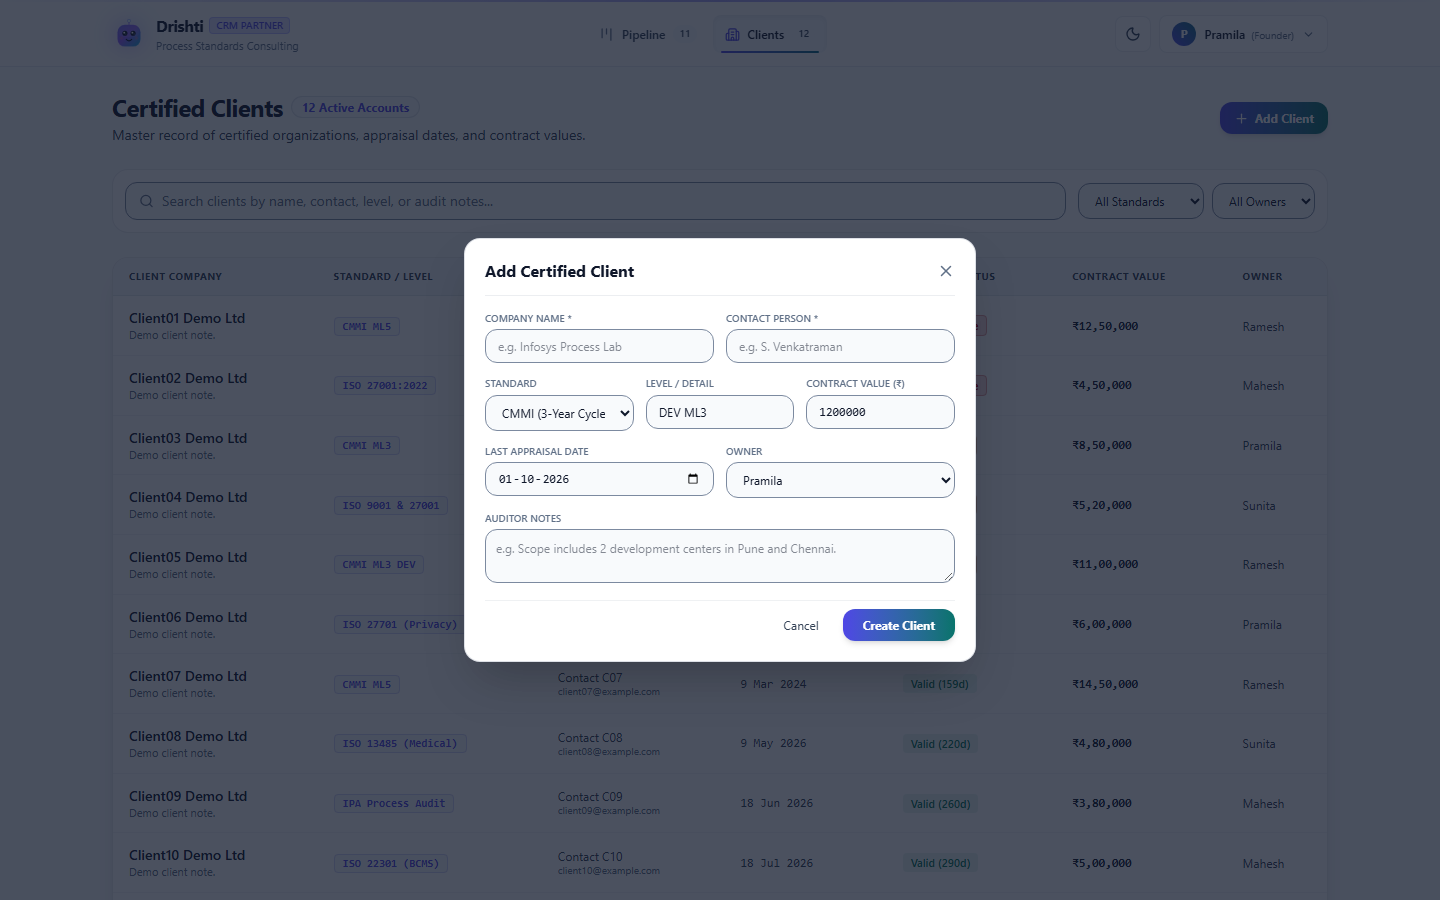 Drishti CRM PARTNER
Process Standards Consulting
Pipeline 11
Clients 12
P Pramila (Founder)
Certified Clients 12 Active Accounts
Master record of certified organizations, appraisal dates, and contract values.
+ Add Client
Search clients by name, contact, level, or audit notes...
All Standards
All Owners
CLIENT COMPANY STANDARD / LEVEL CONTRACT VALUE OWNER
Client01 Demo Ltd
Demo client note.
CMMI ML5 ₹12,50,000 Ramesh
Client02 Demo Ltd
Demo client note.
ISO 27001:2022 ₹4,50,000 Mahesh
Client03 Demo Ltd
Demo client note.
CMMI ML3 ₹8,50,000 Pramila
Client04 Demo Ltd
Demo client note.
ISO 9001 & 27001 ₹5,20,000 Sunita
Client05 Demo Ltd
Demo client note.
CMMI ML3 DEV ₹11,00,000 Ramesh
Client06 Demo Ltd
Demo client note.
ISO 27701 (Privacy) ₹6,00,000 Pramila
Client07 Demo Ltd
Demo client note.
CMMI ML5
Contact C07
client07@example.com
9 Mar 2024 Valid (159d) ₹14,50,000 Ramesh
Client08 Demo Ltd
Demo client note.
ISO 13485 (Medical)
Contact C08
client08@example.com
9 May 2026 Valid (220d) ₹4,80,000 Sunita
Client09 Demo Ltd
Demo client note.
IPA Process Audit
Contact C09
client09@example.com
18 Jun 2026 Valid (260d) ₹3,80,000 Mahesh
Client10 Demo Ltd
Demo client note.
ISO 22301 (BCMS)
Contact C10
client10@example.com
18 Jul 2026 Valid (290d) ₹5,00,000 Mahesh
Add Certified Client
COMPANY NAME * CONTACT PERSON *
e.g. Infosys Process Lab e.g. S. Venkatraman
STANDARD LEVEL / DETAIL CONTRACT VALUE (₹)
CMMI (3-Year Cycle DEV ML3 1200000
LAST APPRAISAL DATE OWNER
01-10-2026 Pramila
AUDITOR NOTES
e.g. Scope includes 2 development centers in Pune and Chennai.
Cancel Create Client